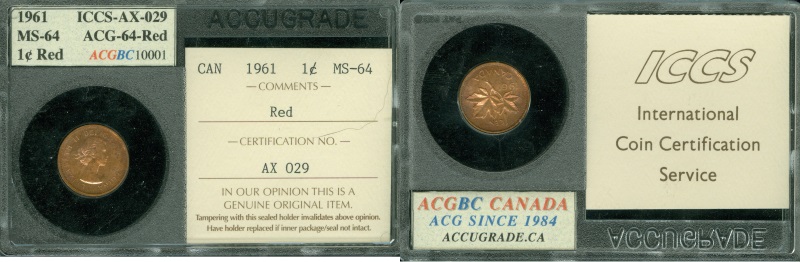 1961 ICCS-AX-029
MS-64 ACG-64-Red
1¢ Red ACGBC10001
ACCUGRADE
CAN 1961 1¢ MS-64
— COMMENTS —
Red
— CERTIFICATION NO. —
AX 029
IN OUR OPINION THIS IS A
GENUINE ORIGINAL ITEM.
Tampering with this sealed holder invalidates above opinion.
Have holder replaced if inner package/seal not intact.
ICCS
International
Coin Certification
Service
ACGBC CANADA
ACG SINCE 1984
ACCUGRADE.CA
ACCUGRADE